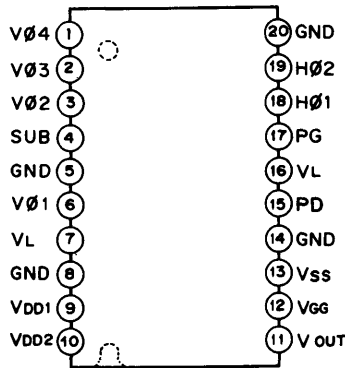 VØ4 1 20 GND
VØ3 2 19 HØ2
VØ2 3 18 HØ1
SUB 4 17 PG
GND 5 16 VL
VØ1 6 15 PD
VL 7 14 GND
GND 8 13 VSS
VDD1 9 12 VGG
VDD2 10 11 V OUT